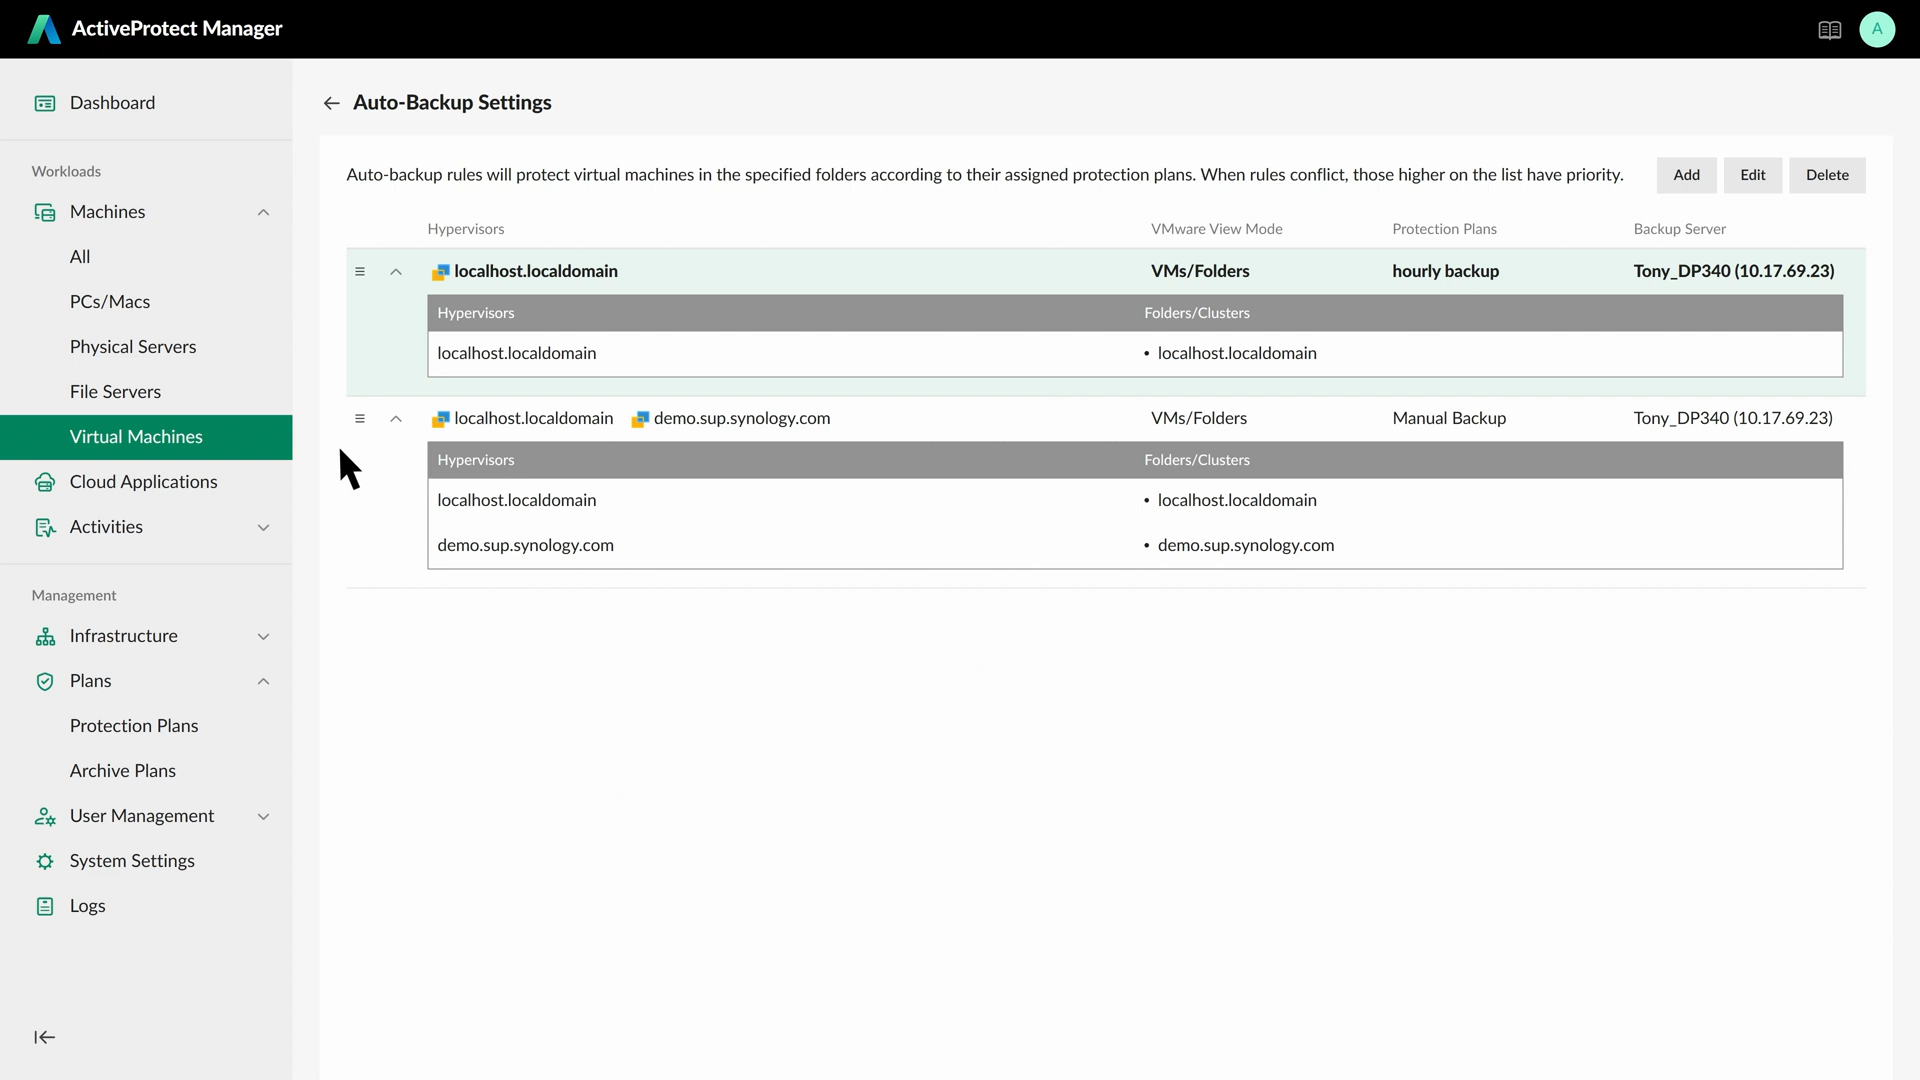 ActiveProtect Manager
A
Dashboard
Workloads
Machines
All
PCs/Macs
Physical Servers
File Servers
Virtual Machines
Cloud Applications
Activities
Management
Infrastructure
Plans
Protection Plans
Archive Plans
User Management
System Settings
Logs
Auto-Backup Settings
Auto-backup rules will protect virtual machines in the specified folders according to their assigned protection plans. When rules conflict, those higher on the list have priority.
Add Edit Delete
Hypervisors VMware View Mode Protection Plans Backup Server
localhost.localdomain VMs/Folders hourly backup Tony_DP340 (10.17.69.23)
Hypervisors Folders/Clusters
localhost.localdomain • localhost.localdomain
localhost.localdomain demo.sup.synology.com VMs/Folders Manual Backup Tony_DP340 (10.17.69.23)
Hypervisors Folders/Clusters
localhost.localdomain • localhost.localdomain
demo.sup.synology.com • demo.sup.synology.com